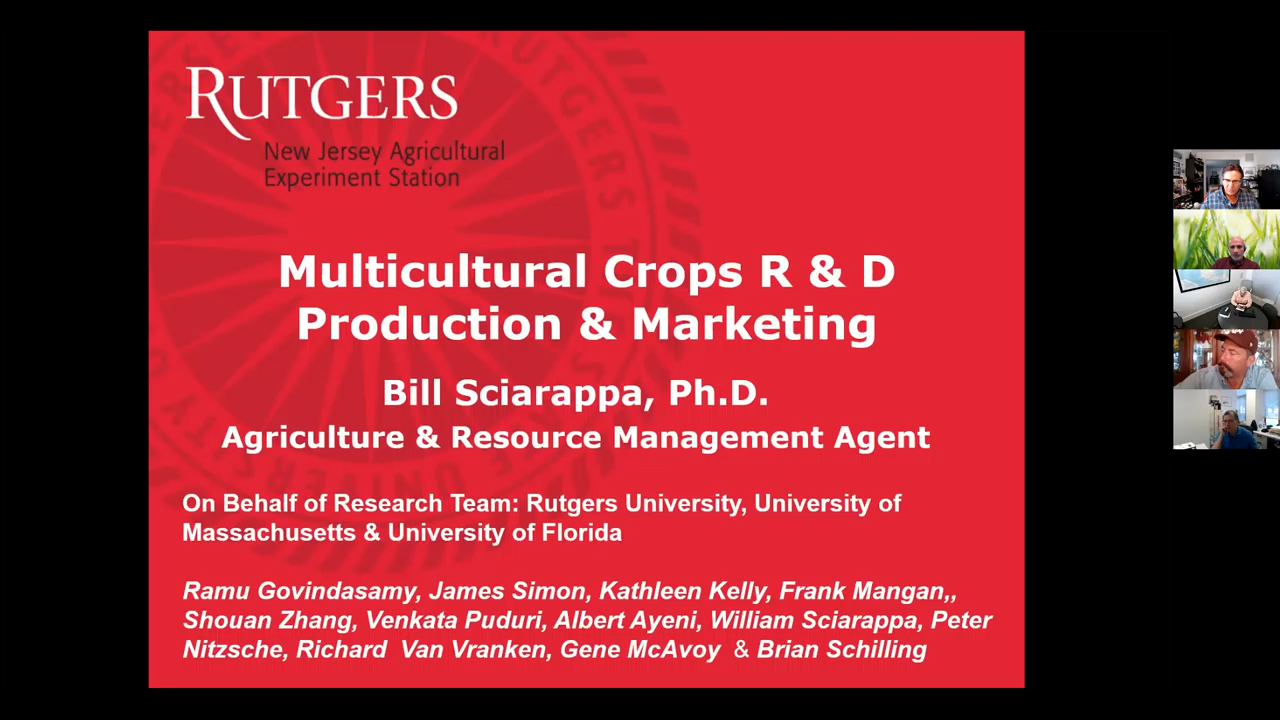 RUTGERS
New Jersey Agricultural
Experiment Station
Multicultural Crops R & D
Production & Marketing
Bill Sciarappa, Ph.D.
Agriculture & Resource Management Agent
On Behalf of Research Team: Rutgers University, University of
Massachusetts & University of Florida
Ramu Govindasamy, James Simon, Kathleen Kelly, Frank Mangan,,
Shouan Zhang, Venkata Puduri, Albert Ayeni, William Sciarappa, Peter
Nitzsche, Richard Van Vranken, Gene McAvoy & Brian Schilling